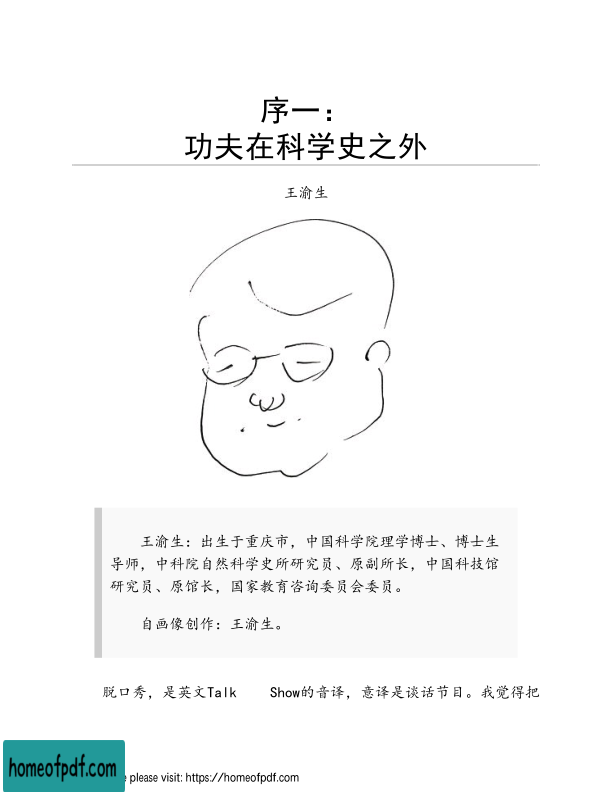 序一：
功夫在科学史之外
王渝生
王渝生：出生于重庆市，中国科学院理学博士、博士生
导师，中科院自然科学史所研究员、原副所长，中国科技馆
研究员、原馆长，国家教育咨询委员会委员。
自画像创作：王渝生。
脱口秀，是英文Talk Show的音译，意译是谈话节目。我觉得把
homeofpdf.com
e please visit: https://homeofpdf.com